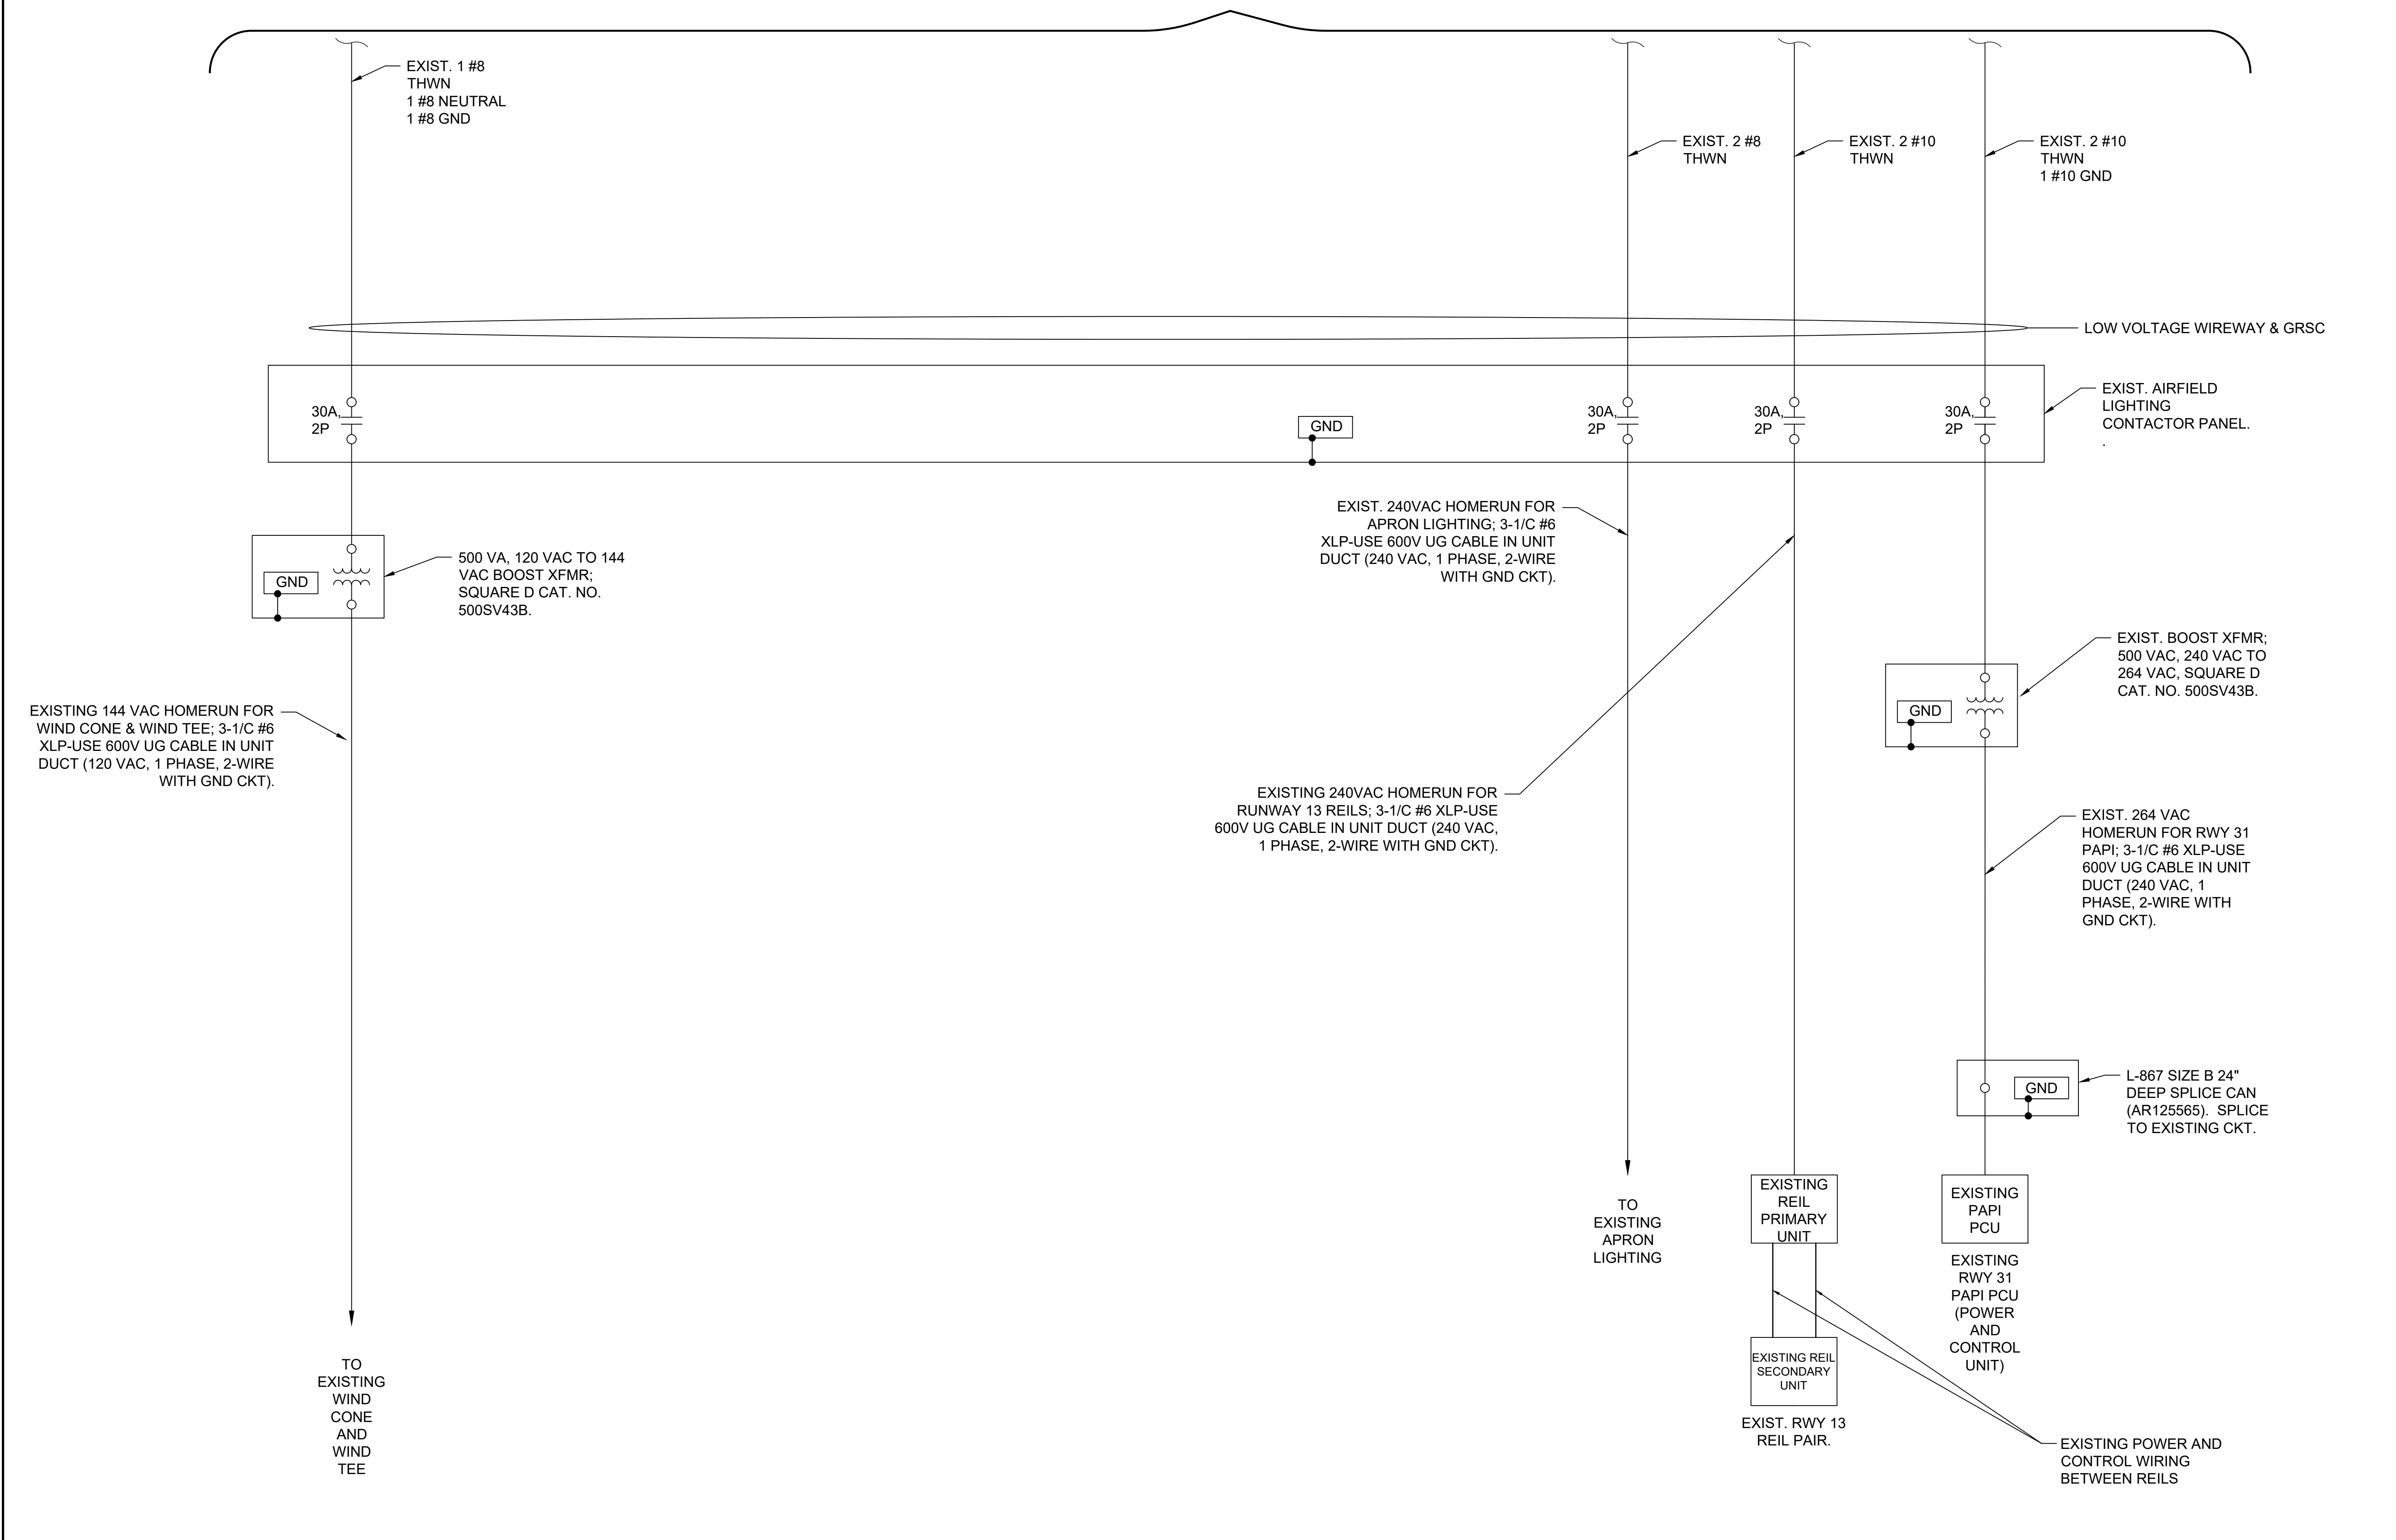 EXIST. 1 #8
THWN
1 #8 NEUTRAL
1 #8 GND
EXIST. 2 #8
THWN
EXIST. 2 #10
THWN
EXIST. 2 #10
THWN
1 #10 GND
LOW VOLTAGE WIREWAY & GRSC
30A,
2P
GND
30A,
2P
30A,
2P
30A,
2P
EXIST. AIRFIELD
LIGHTING
CONTACTOR PANEL.
.
GND
500 VA, 120 VAC TO 144
VAC BOOST XFMR;
SQUARE D CAT. NO.
500SV43B.
EXIST. 240VAC HOMERUN FOR
APRON LIGHTING; 3-1/C #6
XLP-USE 600V UG CABLE IN UNIT
DUCT (240 VAC, 1 PHASE, 2-WIRE
WITH GND CKT).
GND
EXIST. BOOST XFMR;
500 VAC, 240 VAC TO
264 VAC, SQUARE D
CAT. NO. 500SV43B.
EXISTING 144 VAC HOMERUN FOR
WIND CONE & WIND TEE; 3-1/C #6
XLP-USE 600V UG CABLE IN UNIT
DUCT (120 VAC, 1 PHASE, 2-WIRE
WITH GND CKT).
EXISTING 240VAC HOMERUN FOR
RUNWAY 13 REILS; 3-1/C #6 XLP-USE
600V UG CABLE IN UNIT DUCT (240 VAC,
1 PHASE, 2-WIRE WITH GND CKT).
EXIST. 264 VAC
HOMERUN FOR RWY 31
PAPI; 3-1/C #6 XLP-USE
600V UG CABLE IN UNIT
DUCT (240 VAC, 1
PHASE, 2-WIRE WITH
GND CKT).
GND
L-867 SIZE B 24"
DEEP SPLICE CAN
(AR125565).  SPLICE
TO EXISTING CKT.
TO
EXISTING
APRON
LIGHTING
EXISTING
REIL
PRIMARY
UNIT
EXISTING
PAPI
PCU
EXISTING
RWY 31
PAPI PCU
(POWER
AND
CONTROL
UNIT)
TO
EXISTING
WIND
CONE
AND
WIND
TEE
EXISTING REIL
SECONDARY
UNIT
EXIST. RWY 13
REIL PAIR.
EXISTING POWER AND
CONTROL WIRING
BETWEEN REILS